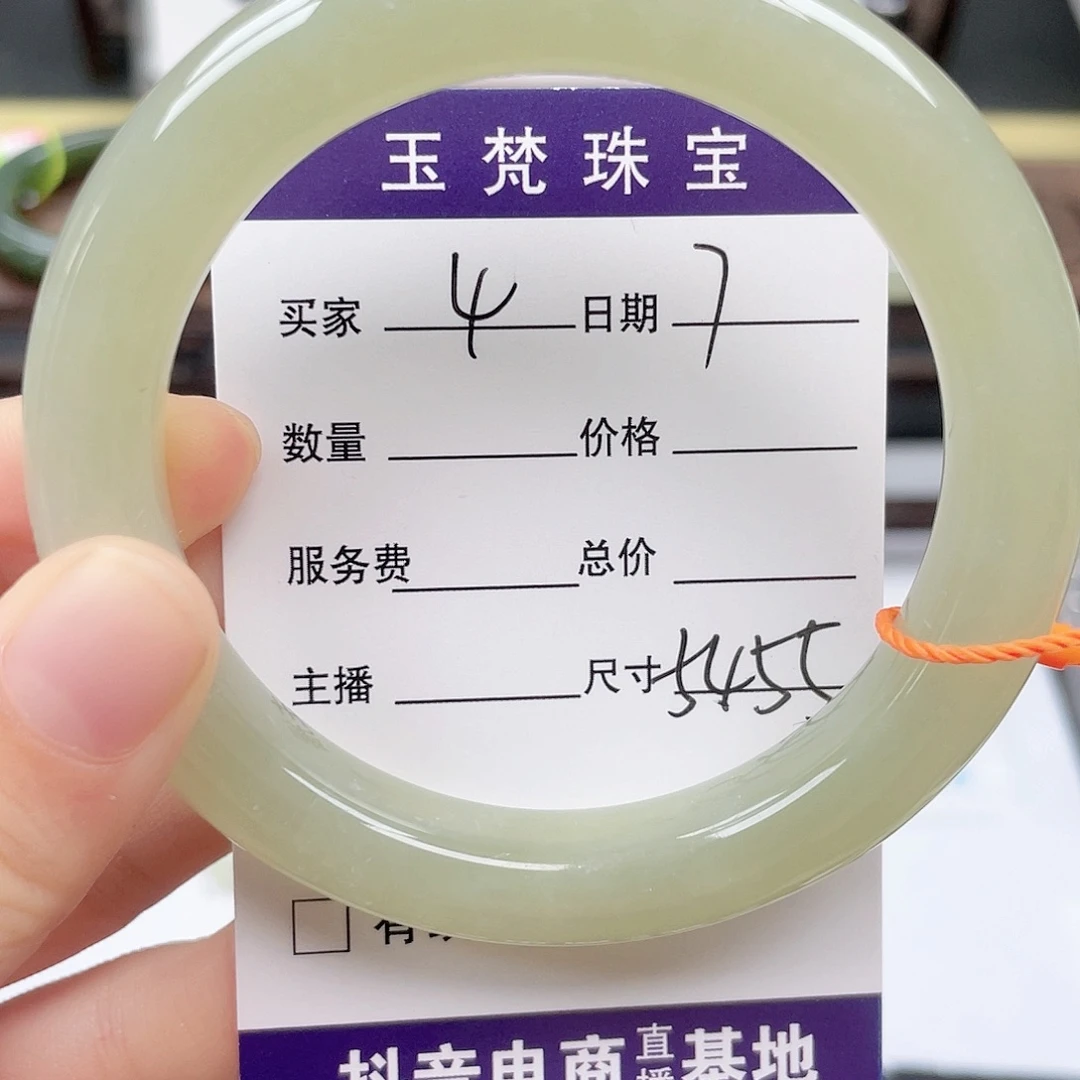 玉梵珠宝
买家 4 日期 7
数量 价格
服务费 总价
主播 尺寸 5455
有
抖音电商直播基地